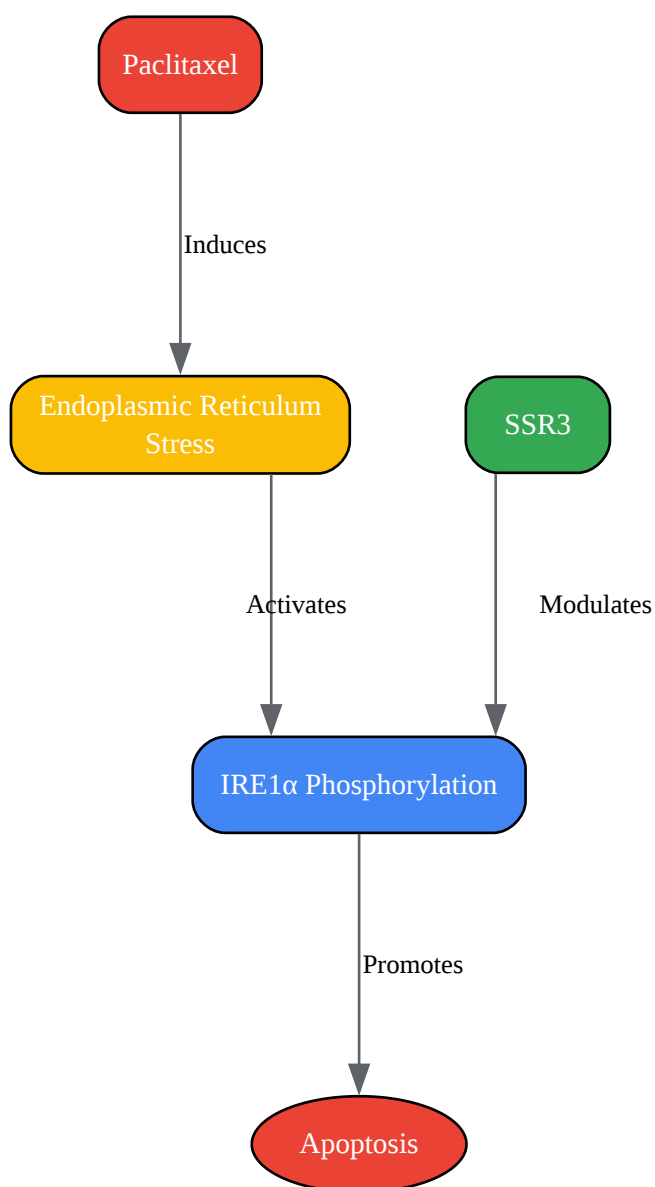 Paclitaxel
Induces
Endoplasmic Reticulum
Stress
SSR3
Activates
Modulates
IRE1α Phosphorylation
Promotes
Apoptosis